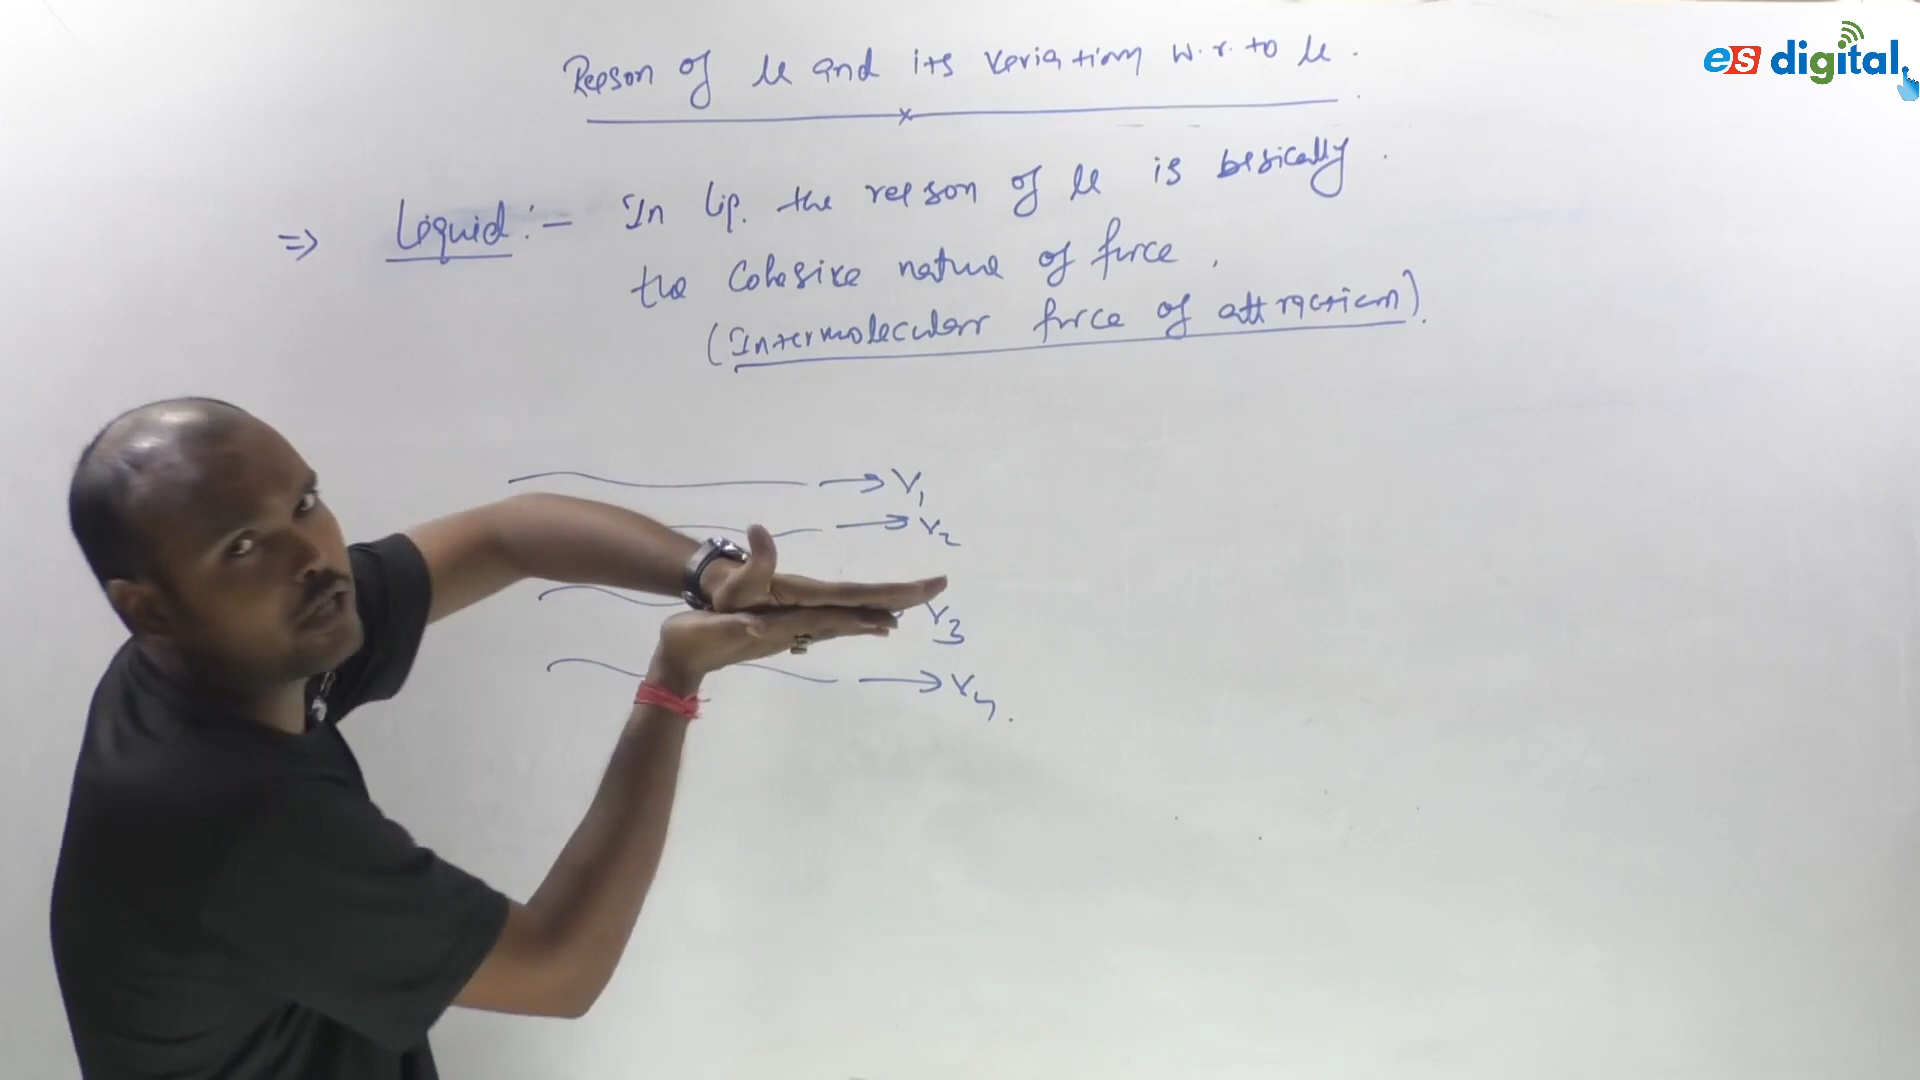 es digital
Reason of μ and its variation w.r. to μ.
⇒ Liquid :- In liq. the reason of μ is basically
the Cohesive nature of force.
(Intermolecular force of attraction).
→ V1
→ V2
V3
→ V4.